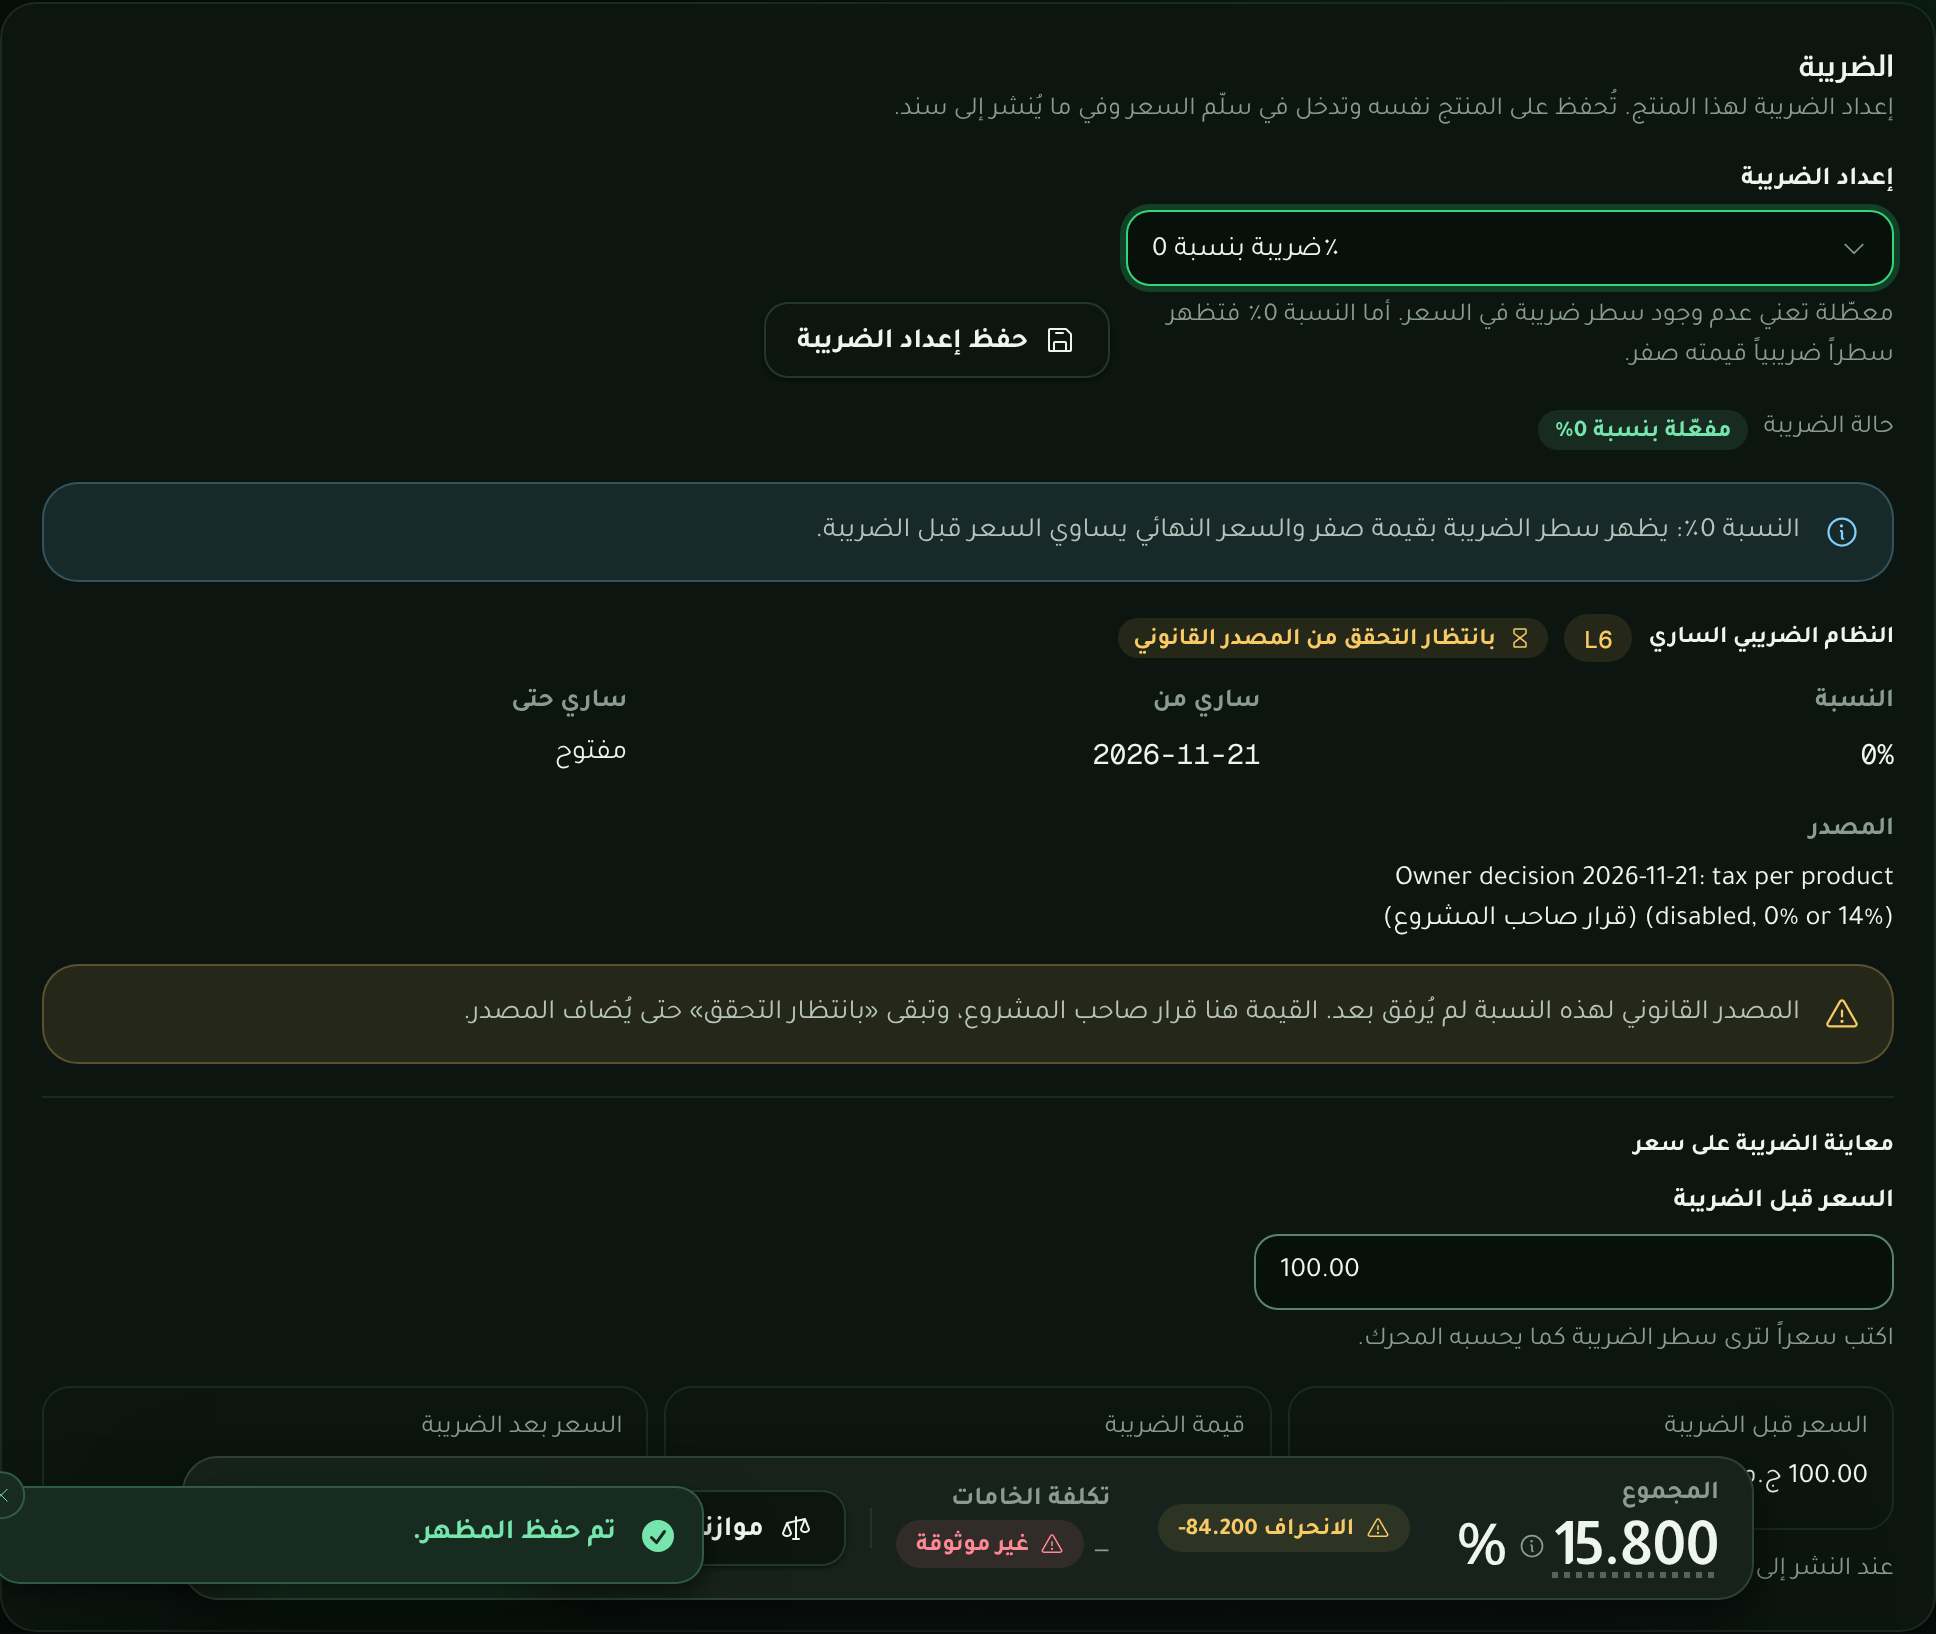 الضريبة
إعداد الضريبة لهذا المنتج. تُحفظ على المنتج نفسه وتدخل في سلّم السعر وفي ما يُنشر إلى سند.
إعداد الضريبة
٪ضريبة بنسبة 0
معطّلة تعني عدم وجود سطر ضريبة في السعر. أما النسبة 0٪ فتظهر
سطراً ضريبياً قيمته صفر.
حفظ إعداد الضريبة
حالة الضريبة مفعّلة بنسبة 0%
النسبة 0٪: يظهر سطر الضريبة بقيمة صفر والسعر النهائي يساوي السعر قبل الضريبة.
النظام الضريبي الساري L6 بانتظار التحقق من المصدر القانوني
النسبة ساري من ساري حتى
0% 2026-11-21 مفتوح
المصدر
Owner decision 2026-11-21: tax per product
(disabled, 0% or 14%) (قرار صاحب المشروع)
المصدر القانوني لهذه النسبة لم يُرفق بعد. القيمة هنا قرار صاحب المشروع، وتبقى «بانتظار التحقق» حتى يُضاف المصدر.
معاينة الضريبة على سعر
السعر قبل الضريبة
100.00
اكتب سعراً لترى سطر الضريبة كما يحسبه المحرك.
السعر قبل الضريبة قيمة الضريبة السعر بعد الضريبة
100.00 ج.م
المجموع
15.800 %
الانحراف 84.200-
تكلفة الخامات
– غير موثوقة
تم حفظ المظهر.
عند النشر إلى